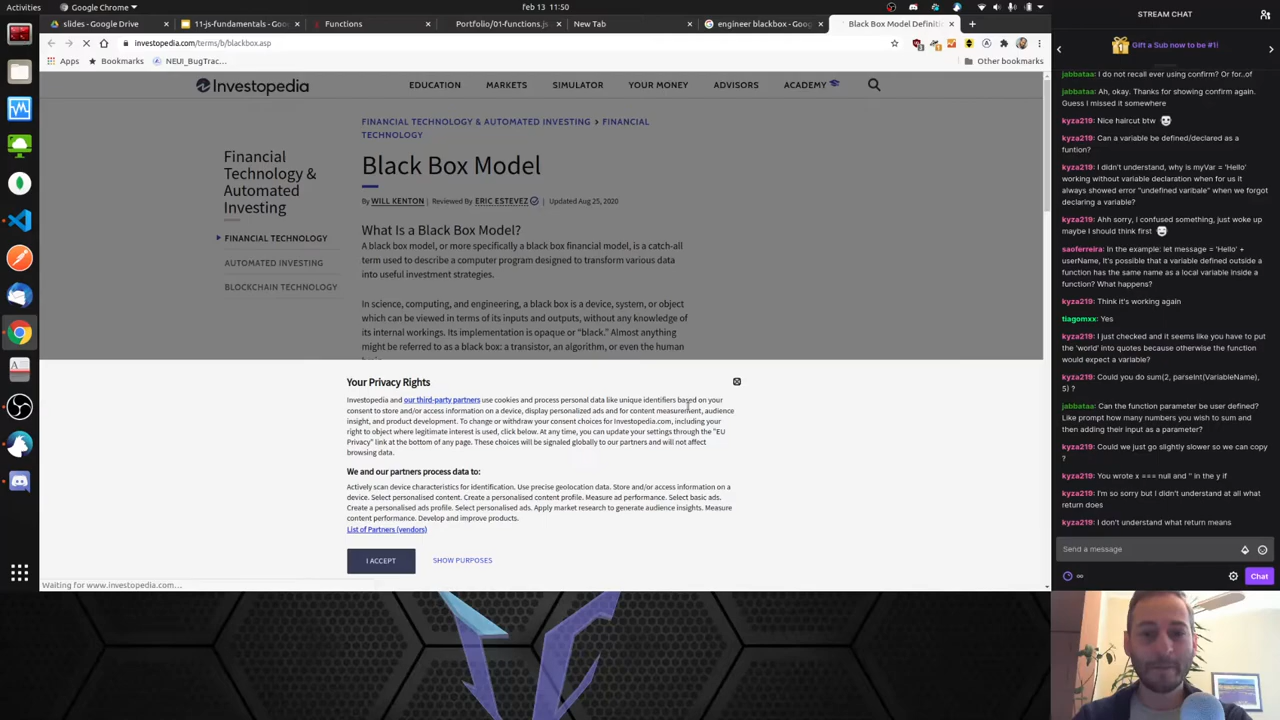 Activities
Google Chrome
Feb 11 11:50
slides - Google Drive
11-js-fundamentals - G
Functions
Portfolio/01-functions.js
New Tab
engineer blackbox - Goo
Black Box Model Definiti
investopedia.com/terms/b/blackbox.asp
Apps
Bookmarks
NEUI_BugTrac...
Other bookmarks
Investopedia
EDUCATION
MARKETS
SIMULATOR
YOUR MONEY
ADVISORS
ACADEMY
FINANCIAL TECHNOLOGY & AUTOMATED INVESTING > FINANCIAL
TECHNOLOGY
Financial
Technology &
Automated
Investing
FINANCIAL TECHNOLOGY
AUTOMATED INVESTING
BLOCKCHAIN TECHNOLOGY
Black Box Model
By WILL KENTON | Reviewed By ERIC ESTEVEZ | Updated Aug 25, 2020
What Is a Black Box Model?
A black box model, or more specifically a black box financial model, is a catch-all
term used to describe a computer program designed to transform various data
into useful investment strategies.
In science, computing, and engineering, a black box is a device, system, or object
which can be viewed in terms of its inputs and outputs, without any knowledge of
its internal workings. Its implementation is opaque or "black." Almost anything
might be referred to as a black box: a transistor, an algorithm, or even the human
Your Privacy Rights
Investopedia and our third-party partners use cookies and process personal data like unique identifiers based on your
consent to store and/or access information on a device, display personalized ads and for content measurement, audience
insight, and product development. To change or withdraw your consent choices for Investopedia.com, including your
right to object where legitimate interest is used, click below. At any time, you can update your settings through the "EU
Privacy" link at the bottom of any page. These choices will be signaled globally to our partners and will not affect
browsing data.
We and our partners process data to:
Actively scan device characteristics for identification. Use precise geolocation data. Store and/or access information on a
device. Select personalised content. Create a personalised content profile. Measure ad performance. Select basic ads.
Create a personalised ads profile. Select personalised ads. Apply market research to generate audience insights. Measure
content performance. Develop and improve products.
List of Partners (vendors)
I ACCEPT
SHOW PURPOSES
Waiting for www.investopedia.com...
STREAM CHAT
Gift a Sub now to be #1!
jabbataa: I do not recall ever using confirm? Or for..of
jabbataa: Ah, okay. Thanks for showing confirm again.
Guess I missed it somewhere
kyza219: Nice haircut btw
kyza219: Can a variable be defined/declared as a
funtion?
kyza219: I didn't understand, why is myVar = 'Hello'
working without variable declaration when for us it
always showed error "undefined varibale" when we forgot
declaring a variable?
kyza219: Ahh sorry, I confused something, just woke up
maybe I should think first
saoferreira: In the example: let message = 'Hello' +
userName, It's possible that a variable defined outside a
function has the same name as a local variable inside a
function? What happens?
kyza219: Think it's working again
tiagomxx: Yes
kyza219: I just checked and it seems like you have to put
the 'world' into quotes because otherwise the function
would expect a variable?
kyza219: Could you do sum(2, parseInt(VariableName),
5) ?
jabbataa: Can the function parameter be user defined?
Like prompt how many numbers you wish to sum and
then adding their input as a parameter?
kyza219: Could we just go slightly slower so we can copy
?
kyza219: You wrote x === null and '' in the y if
kyza219: I'm so sorry but I didn't understand at all what
return does
kyza219: I don't understand what return means
Send a message
Chat